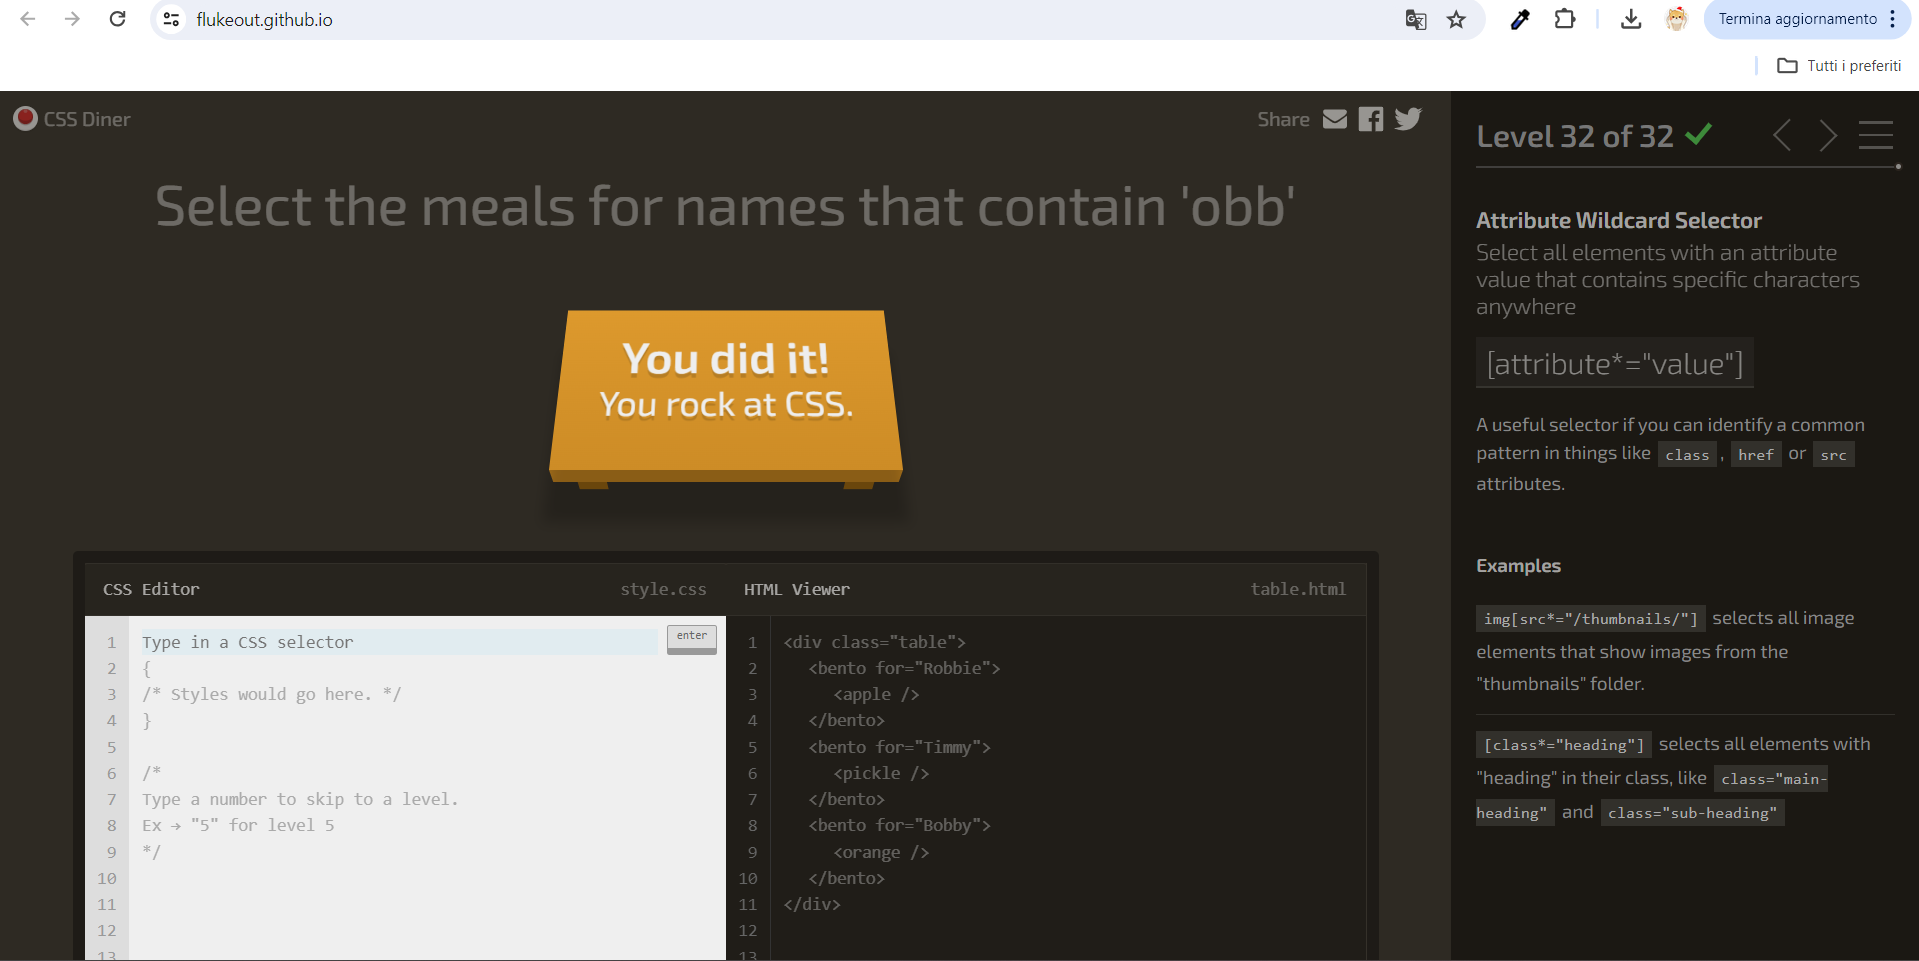 flukeout.github.io
Termina aggiornamento
Tutti i preferiti
CSS Diner
Share
Select the meals for names that contain 'obb'
You did it!
You rock at CSS.
CSS Editor
style.css
HTML Viewer
table.html
1 Type in a CSS selector
enter
2 {
3 /* Styles would go here. */
4 }
5
6 /*
7 Type a number to skip to a level.
8 Ex → "5" for level 5
9 */
10
11
12
13
1 <div class="table">
2 <bento for="Robbie">
3 <apple />
4 </bento>
5 <bento for="Timmy">
6 <pickle />
7 </bento>
8 <bento for="Bobby">
9 <orange />
10 </bento>
11 </div>
12
13
Level 32 of 32
Attribute Wildcard Selector
Select all elements with an attribute
value that contains specific characters
anywhere
[attribute*="value"]
A useful selector if you can identify a common
pattern in things like class , href or src
attributes.
Examples
img[src*="/thumbnails/"] selects all image
elements that show images from the
"thumbnails" folder.
[class*="heading"] selects all elements with
"heading" in their class, like class="main-
heading" and class="sub-heading"